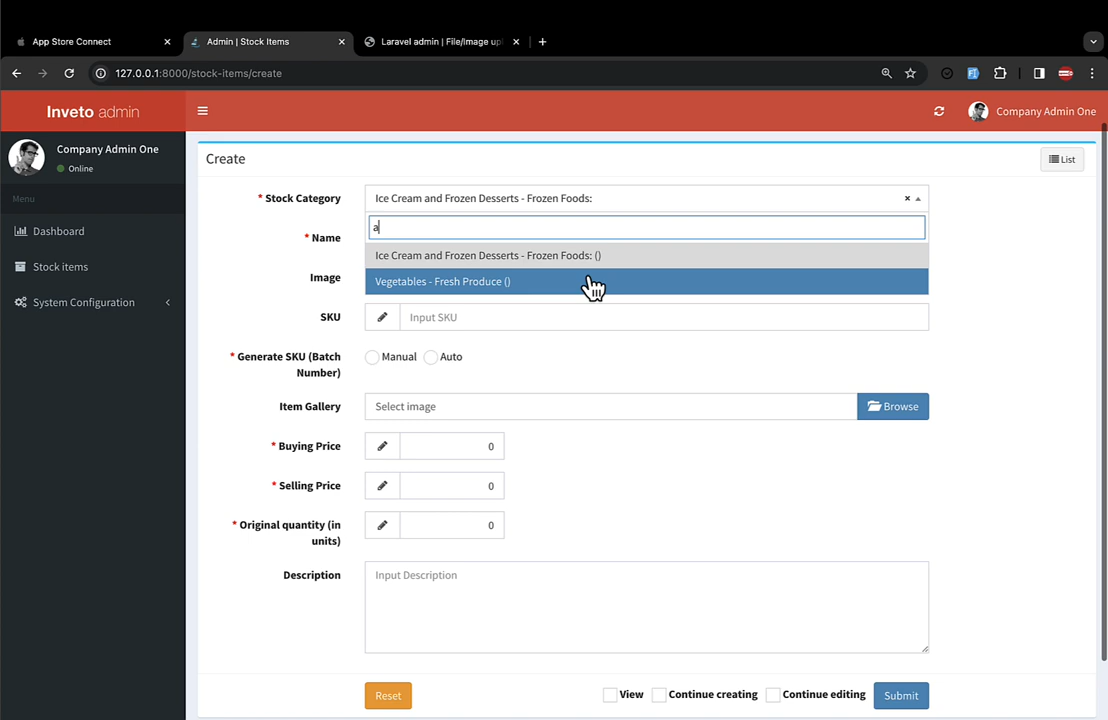 App Store Connect
Admin | Stock Items
Laravel admin | File/Image up
127.0.0.1:8000/stock-items/create
Inveto admin
Company Admin One
Company Admin One
Online
Menu
Dashboard
Stock items
System Configuration
Create
List
* Stock Category
Ice Cream and Frozen Desserts - Frozen Foods:
a
Ice Cream and Frozen Desserts - Frozen Foods: ()
Vegetables - Fresh Produce ()
* Name
Image
SKU
Input SKU
* Generate SKU (Batch
Number)
Manual
Auto
Item Gallery
Select image
Browse
* Buying Price
0
* Selling Price
0
* Original quantity (in
units)
0
Description
Input Description
Reset
View
Continue creating
Continue editing
Submit